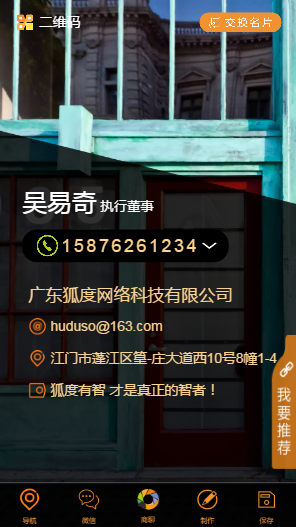 二维码
交换名片
吴易奇 执行董事
15876261234
广东狐度网络科技有限公司
huduso@163.com
江门市蓬江区篁-庄大道西10号8幢1-4
狐度有智 才是真正的智者！
我要推荐
导航
微信
商聊
制作
保存